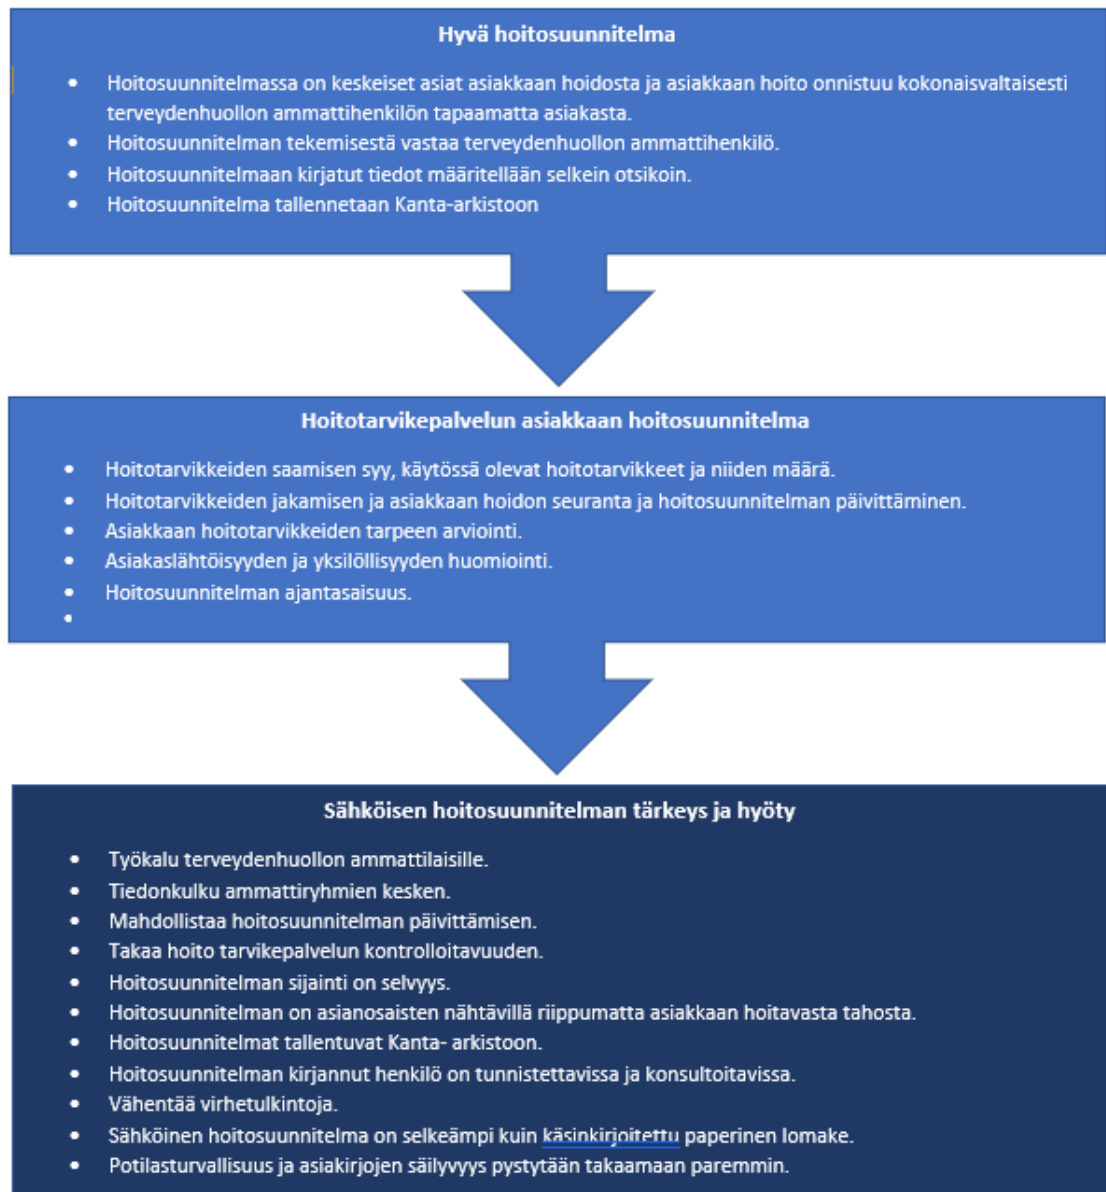 Hyvä hoitosuunnitelma
• Hoitosuunnitelmassa on keskeiset asiat asiakkaan hoidosta ja asiakkaan hoito onnistuu kokonaisvaltaisesti
terveydenhuollon ammattihenkilön tapaamatta asiakasta.
• Hoitosuunnitelman tekemisestä vastaa terveydenhuollon ammattihenkilö.
• Hoitosuunnitelmaan kirjatut tiedot määritellään selkein otsikoin.
• Hoitosuunnitelma tallennetaan Kanta-arkistoon
Hoitotarvikepalvelun asiakkaan hoitosuunnitelma
• Hoitotarvikkeiden saamisen syy, käytössä olevat hoitotarvikkeet ja niiden määrä.
• Hoitotarvikkeiden jakamisen ja asiakkaan hoidon seuranta ja hoitosuunnitelman päivittäminen.
• Asiakkaan hoitotarvikkeiden tarpeen arviointi.
• Asiakaslähtöisyyden ja yksilöllisyyden huomiointi.
• Hoitosuunnitelman ajantasaisuus.
•
Sähköisen hoitosuunnitelman tärkeys ja hyöty
• Työkalu terveydenhuollon ammattilaisille.
• Tiedonkulku ammattiryhmien kesken.
• Mahdollistaa hoitosuunnitelman päivittämisen.
• Takaa hoito tarvikepalvelun kontrolloitavuuden.
• Hoitosuunnitelman sijainti on selvyys.
• Hoitosuunnitelman on asianosaisten nähtävillä riippumatta asiakkaan hoitavasta tahosta.
• Hoitosuunnitelmat tallentuvat Kanta- arkistoon.
• Hoitosuunnitelman kirjannut henkilö on tunnistettavissa ja konsultoitavissa.
• Vähentää virhetulkintoja.
• Sähköinen hoitosuunnitelma on selkeämpi kuin käsinkirjoitettu paperinen lomake.
• Potilasturvallisuus ja asiakirjojen säilyvyys pystytään takaamaan paremmin.